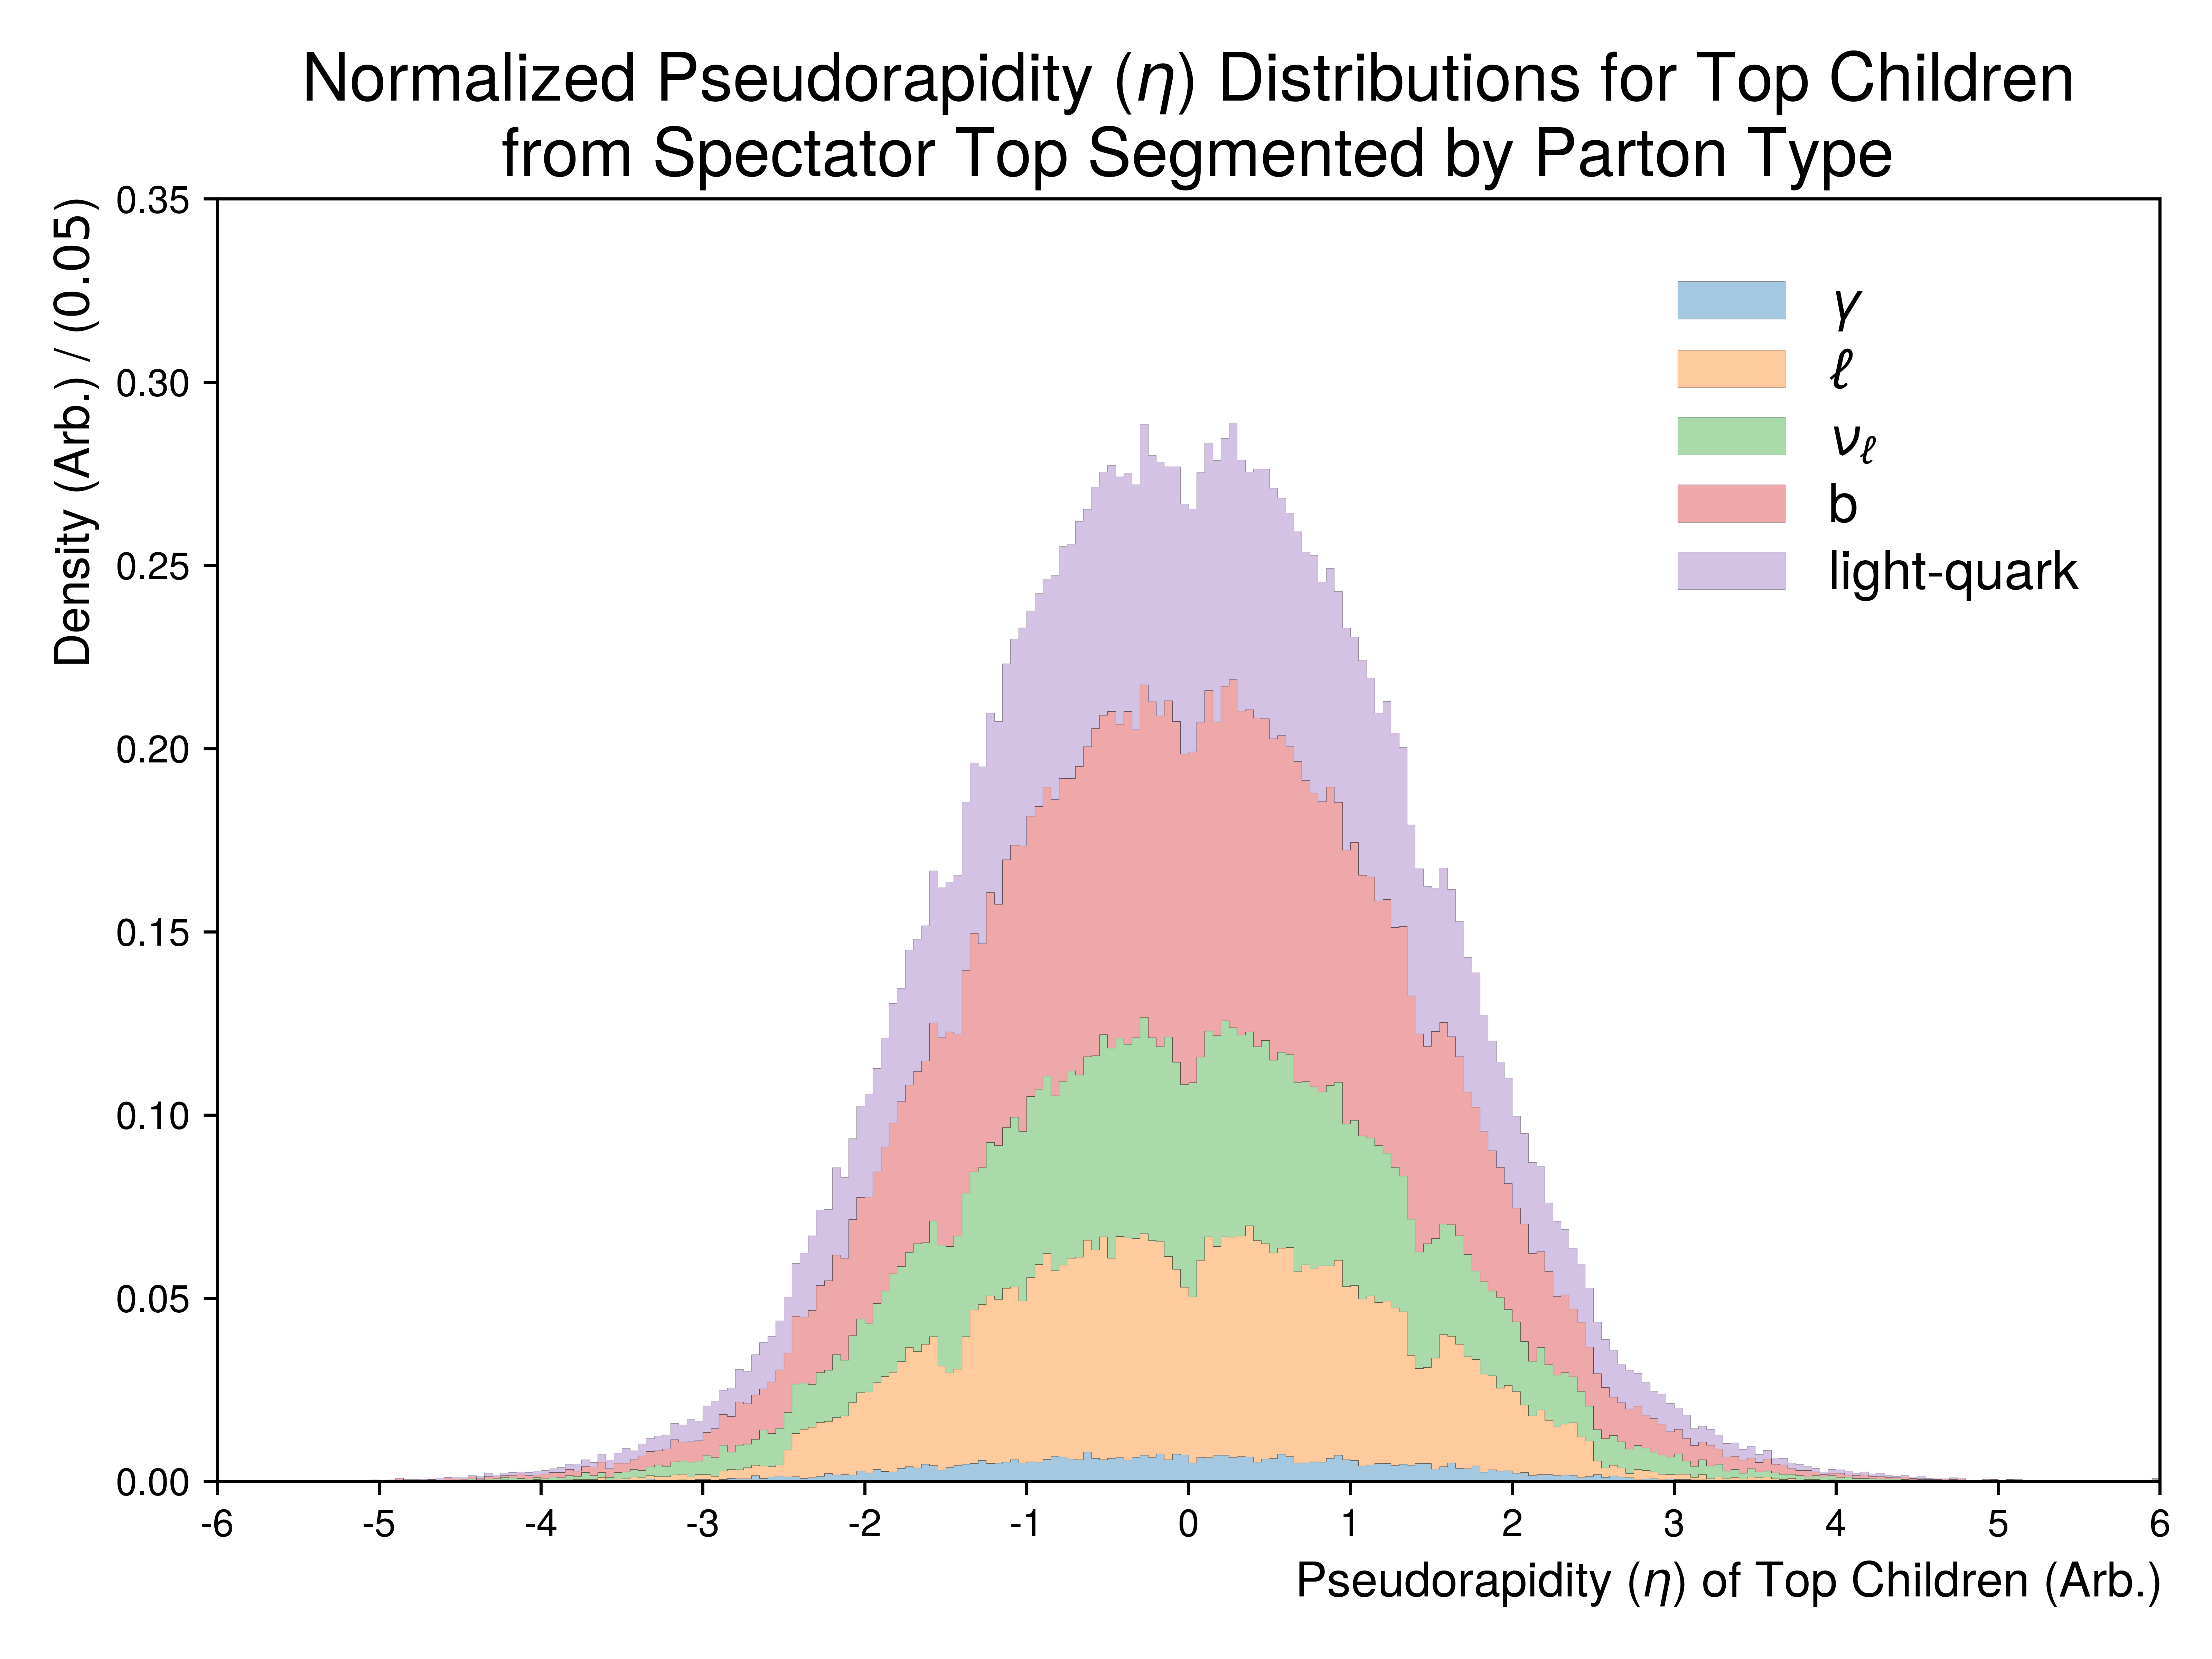 Normalized Pseudorapidity (η) Distributions for Top Children
from Spectator Top Segmented by Parton Type
Density (Arb.) / (0.05)
0.35
0.30
0.25
0.20
0.15
0.10
0.05
0.00
γ
ℓ
νℓ
b
light-quark
-6 -5 -4 -3 -2 -1 0 1 2 3 4 5 6
Pseudorapidity (η) of Top Children (Arb.)